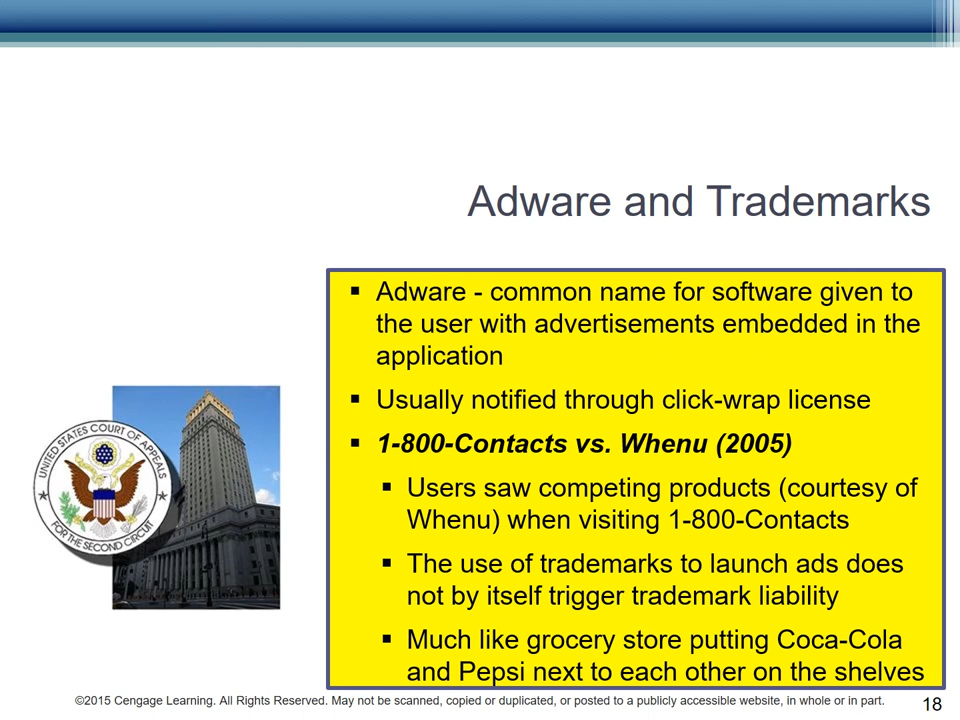 Adware and Trademarks
▪ Adware - common name for software given to
the user with advertisements embedded in the
application
▪ Usually notified through click-wrap license
▪ 1-800-Contacts vs. Whenu (2005)
▪ Users saw competing products (courtesy of
Whenu) when visiting 1-800-Contacts
▪ The use of trademarks to launch ads does
not by itself trigger trademark liability
▪ Much like grocery store putting Coca-Cola
and Pepsi next to each other on the shelves
UNITED STATES COURT OF APPEALS
FOR THE SECOND CIRCUIT
©2015 Cengage Learning. All Rights Reserved. May not be scanned, copied or duplicated, or posted to a publicly accessible website, in whole or in part.
18